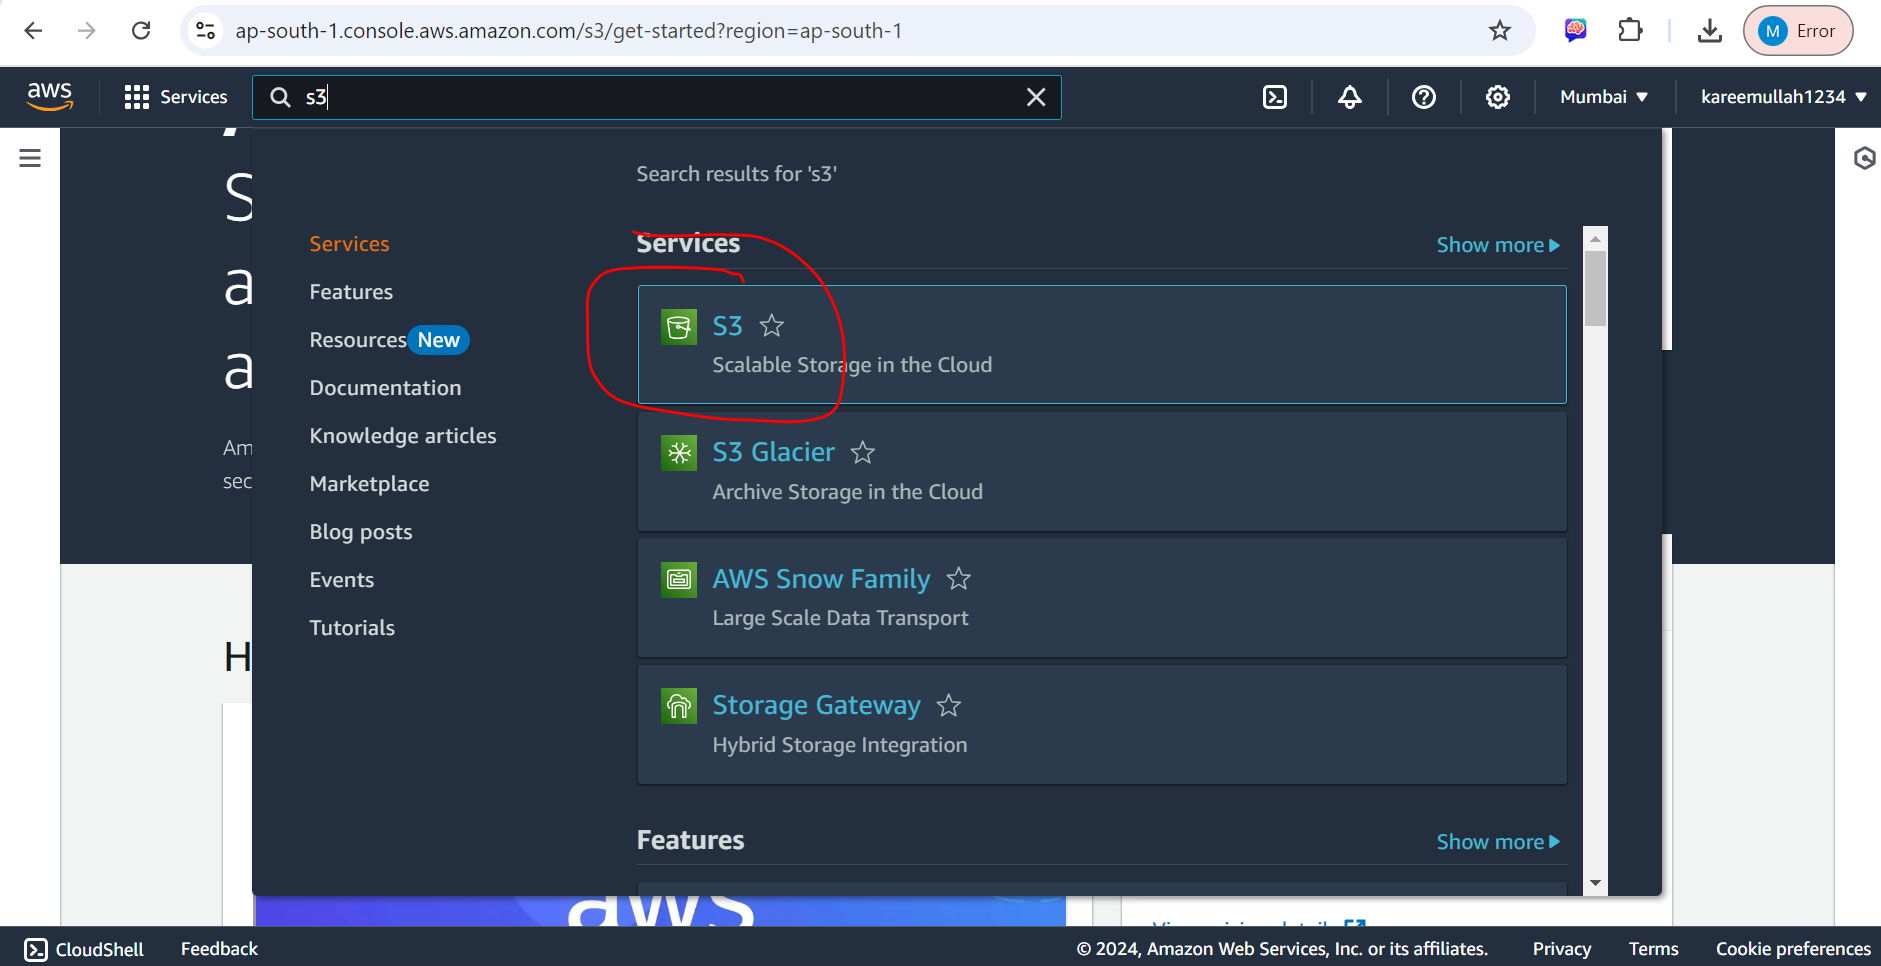 ap-south-1.console.aws.amazon.com/s3/get-started?region=ap-south-1
M Error
aws
Services
s3
Mumbai
kareemullah1234
Search results for 's3'
Services
Features
Resources New
Documentation
Knowledge articles
Marketplace
Blog posts
Events
Tutorials
Services
Show more
S3
Scalable Storage in the Cloud
S3 Glacier
Archive Storage in the Cloud
AWS Snow Family
Large Scale Data Transport
Storage Gateway
Hybrid Storage Integration
Features
Show more
S
a
a
Am
sec
H
aws
CloudShell
Feedback
© 2024, Amazon Web Services, Inc. or its affiliates.
Privacy
Terms
Cookie preferences